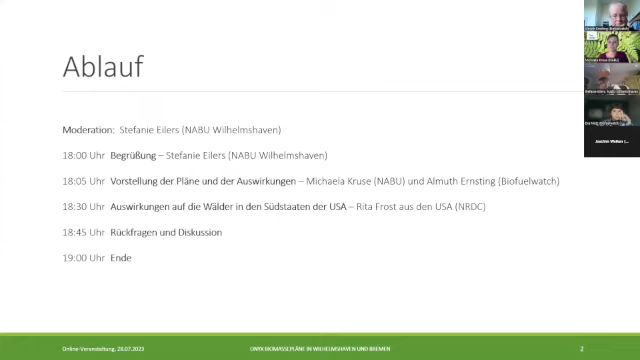 Ablauf
Moderation: Stefanie Eilers (NABU Wilhelmshaven)
18:00 Uhr Begrüßung – Stefanie Eilers (NABU Wilhelmshaven)
18:05 Uhr Vorstellung der Pläne und der Auswirkungen – Michaela Kruse (NABU) und Almuth Ernsting (Biofuelwatch)
18:30 Uhr Auswirkungen auf die Wälder in den Südstaaten der USA – Rita Frost aus den USA (NRDC)
18:45 Uhr Rückfragen und Diskussion
19:00 Uhr Ende
Online-Veranstaltung, 28.07.2023
ONYX BIOMASSEPLÄNE IN WILHELMSHAVEN UND BREMEN
2
Michaela Kruse (NABU)